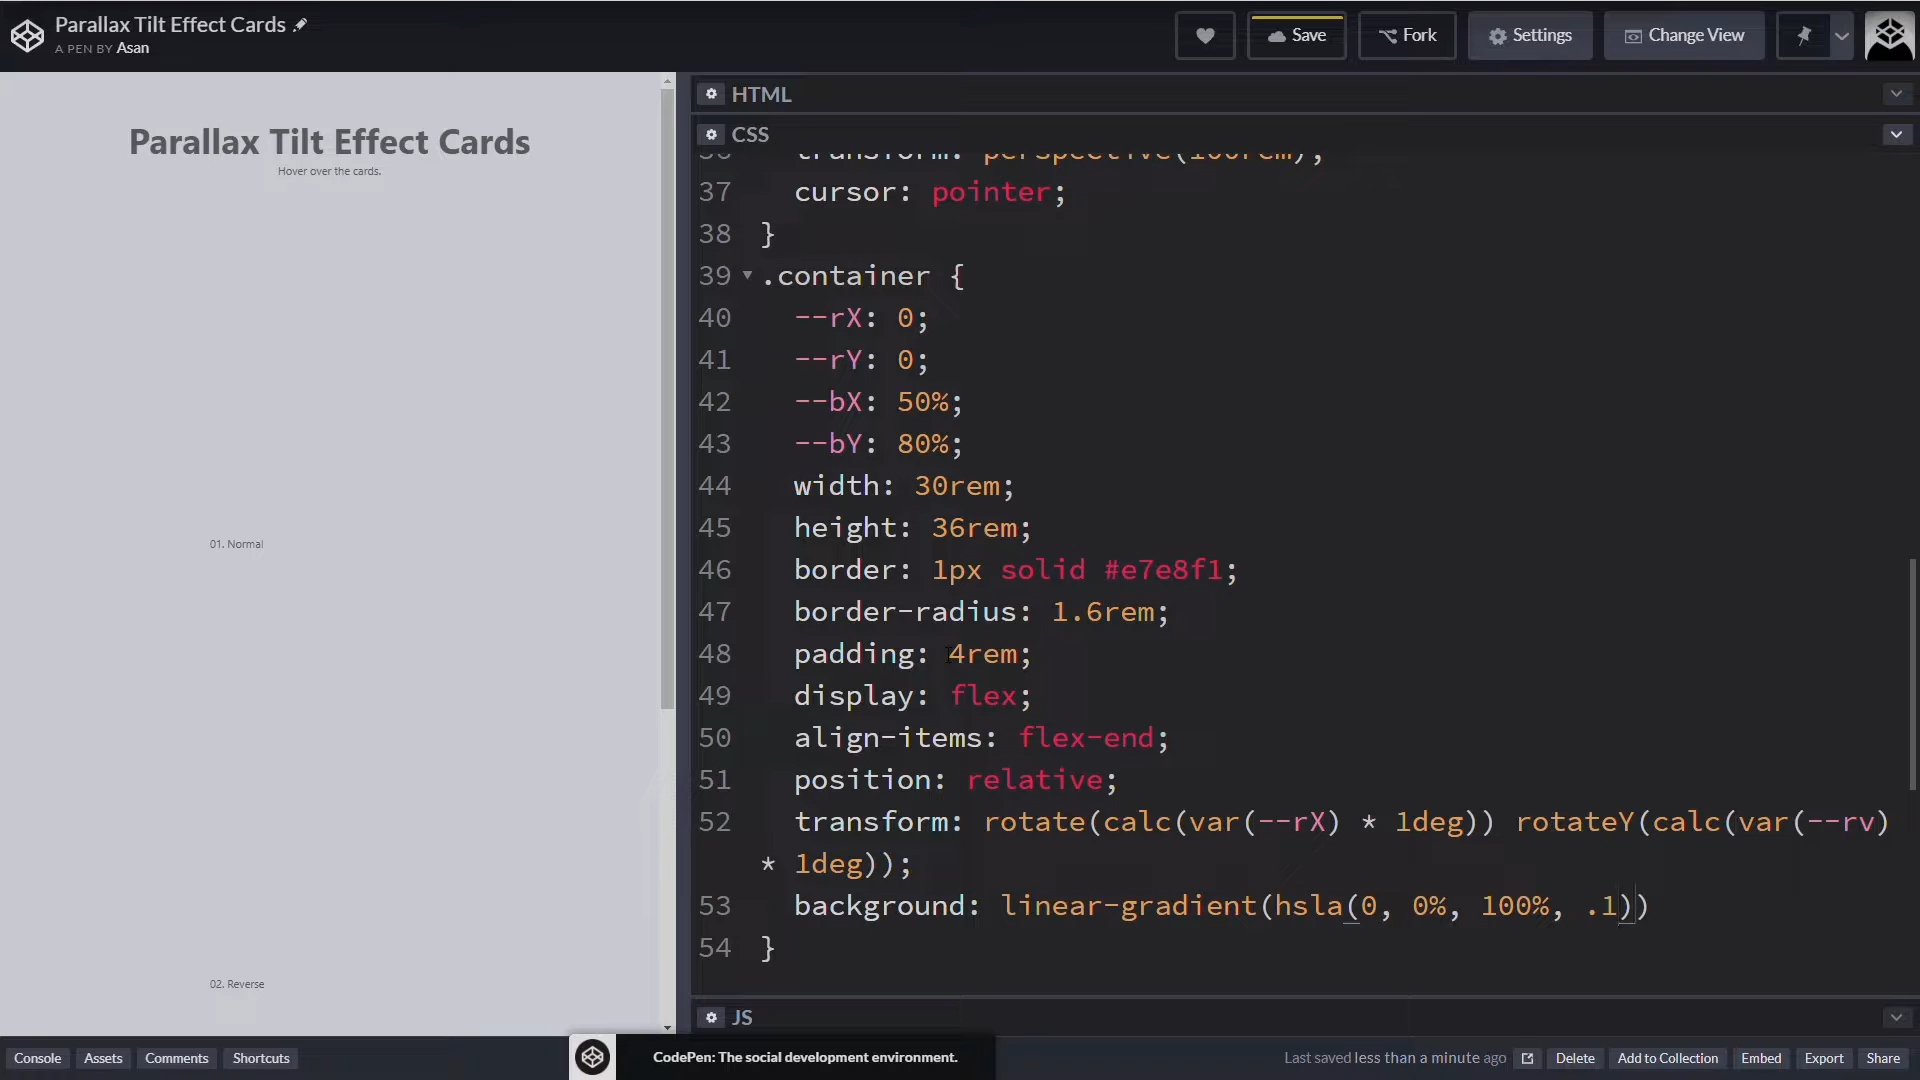 Parallax Tilt Effect Cards
A PEN BY Asan
Save
Fork
Settings
Change View
Parallax Tilt Effect Cards
Hover over the cards.
01. Normal
02. Reverse
HTML
CSS
36 transform: perspective(100rem);
37 cursor: pointer;
38 }
39 .container {
40 --rX: 0;
41 --rY: 0;
42 --bX: 50%;
43 --bY: 80%;
44 width: 30rem;
45 height: 36rem;
46 border: 1px solid #e7e8f1;
47 border-radius: 1.6rem;
48 padding: 4rem;
49 display: flex;
50 align-items: flex-end;
51 position: relative;
52 transform: rotate(calc(var(--rX) * 1deg)) rotateY(calc(var(--rv)
* 1deg));
53 background: linear-gradient(hsla(0, 0%, 100%, .1))
54 }
JS
Console
Assets
Comments
Shortcuts
CodePen: The social development environment.
Last saved less than a minute ago
Delete
Add to Collection
Embed
Export
Share